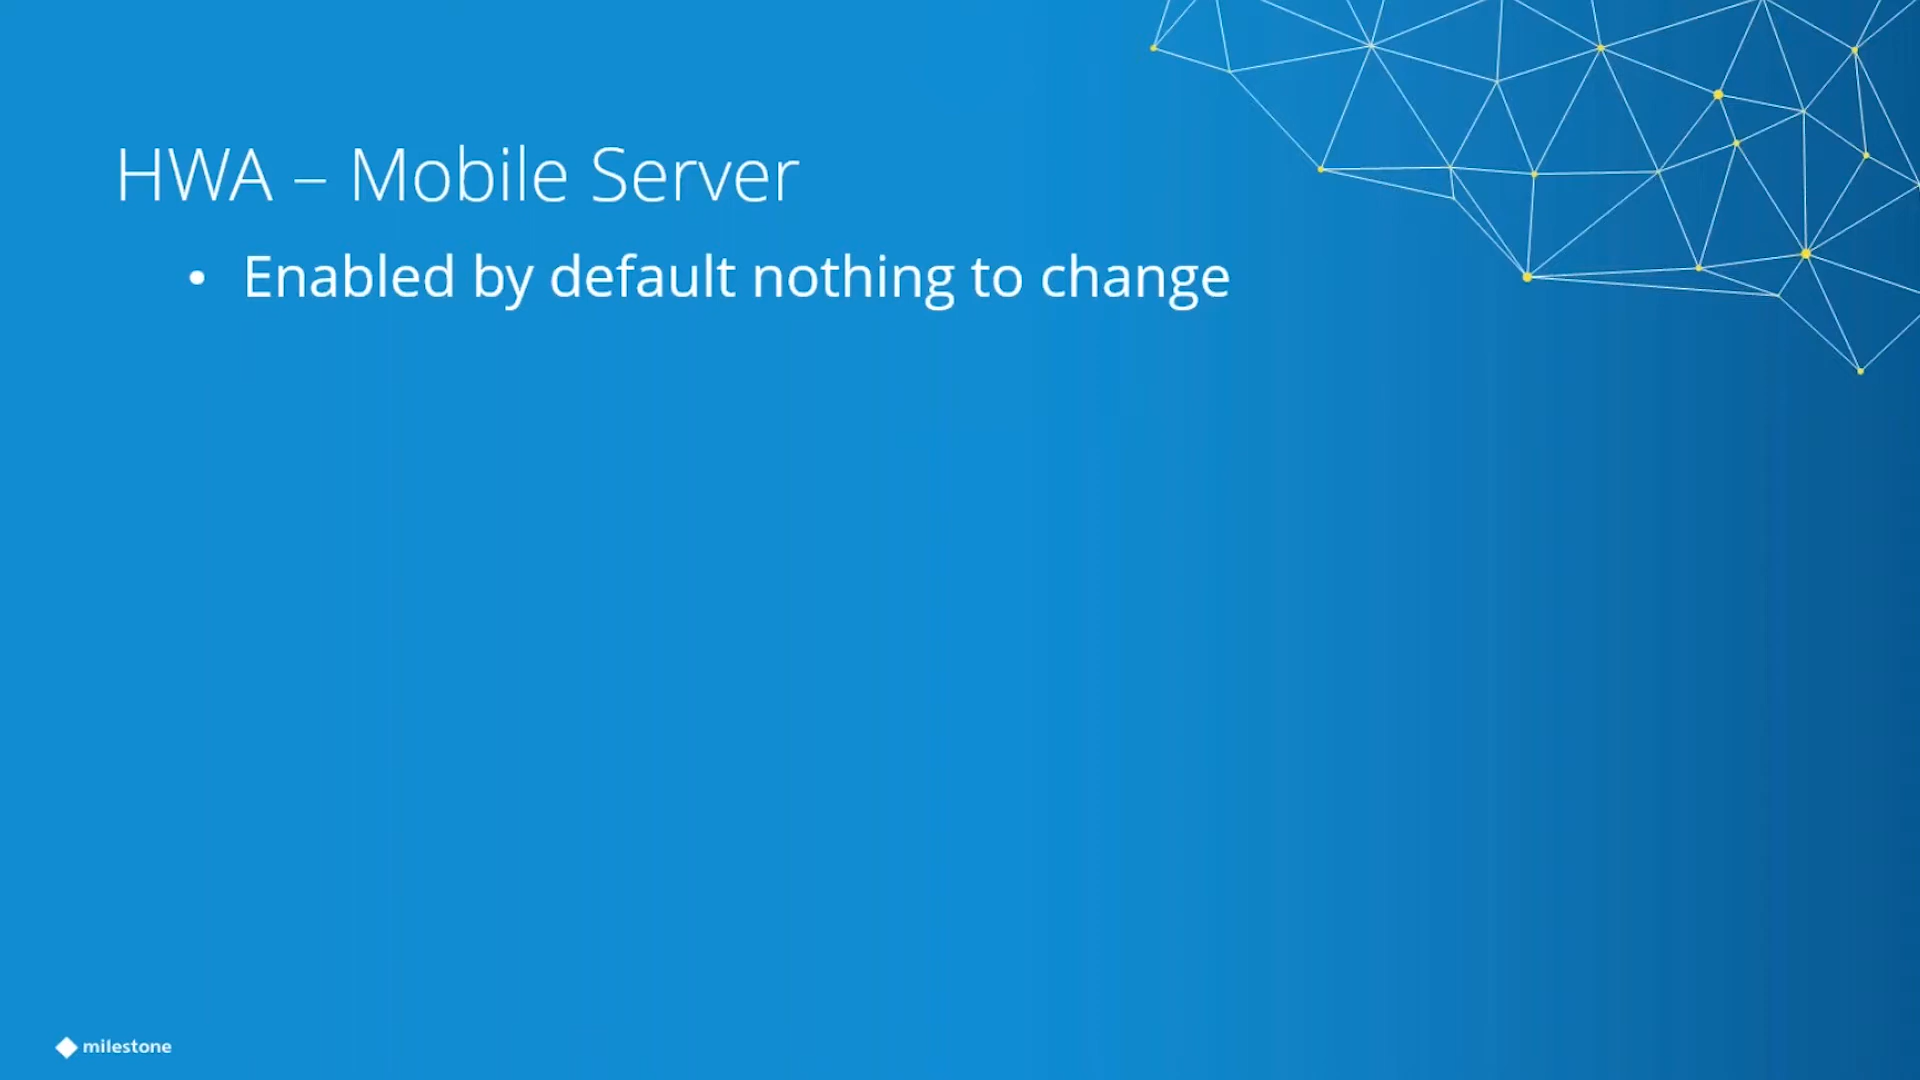 HWA – Mobile Server
• Enabled by default nothing to change
milestone